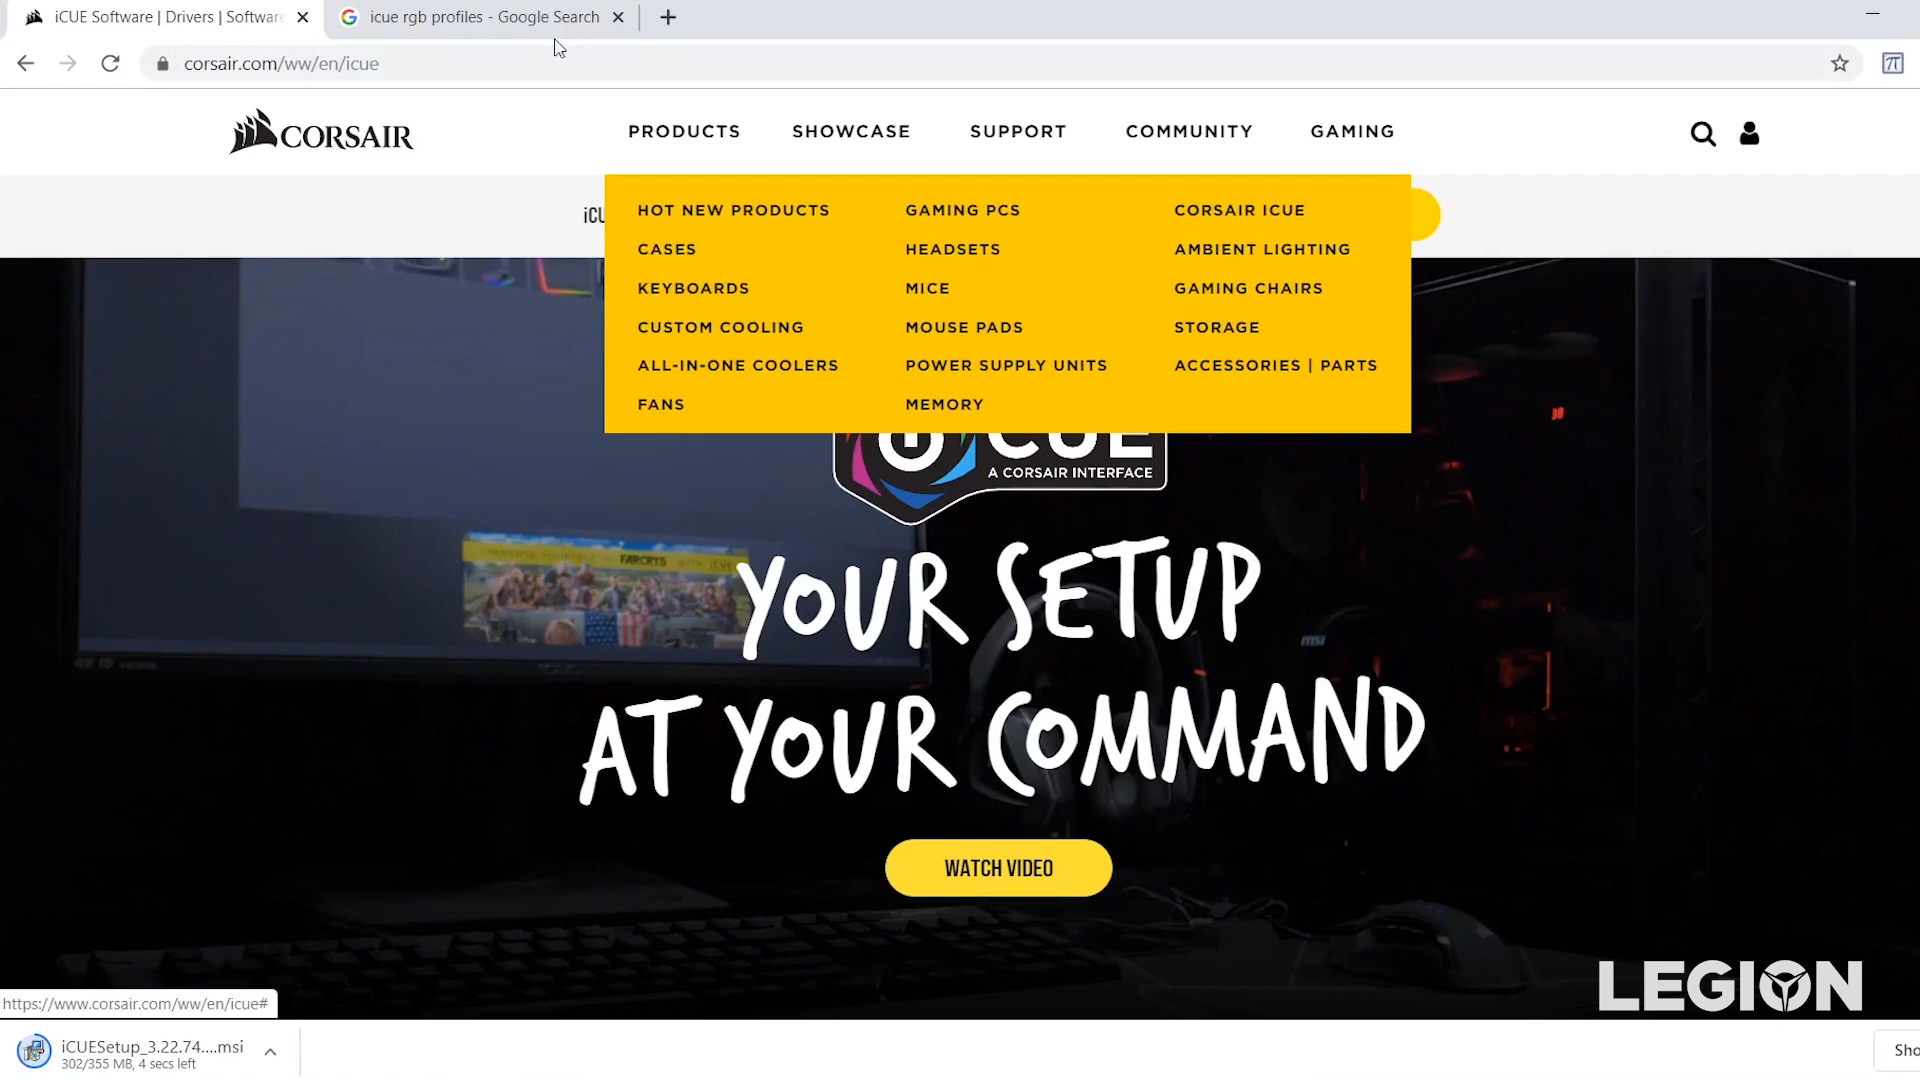 iCUE Software | Drivers | Software
icue rgb profiles - Google Search
corsair.com/ww/en/icue
CORSAIR
PRODUCTS
SHOWCASE
SUPPORT
COMMUNITY
GAMING
iCU
HOT NEW PRODUCTS
GAMING PCS
CORSAIR ICUE
CASES
HEADSETS
AMBIENT LIGHTING
KEYBOARDS
MICE
GAMING CHAIRS
CUSTOM COOLING
MOUSE PADS
STORAGE
ALL-IN-ONE COOLERS
POWER SUPPLY UNITS
ACCESSORIES | PARTS
FANS
MEMORY
CUE
A CORSAIR INTERFACE
FARCRY5
msi
YOUR SETUP
AT YOUR COMMAND
WATCH VIDEO
LEGION
https://www.corsair.com/ww/en/icue#
iCUESetup_3.22.74....msi
302/355 MB, 4 secs left
Sho